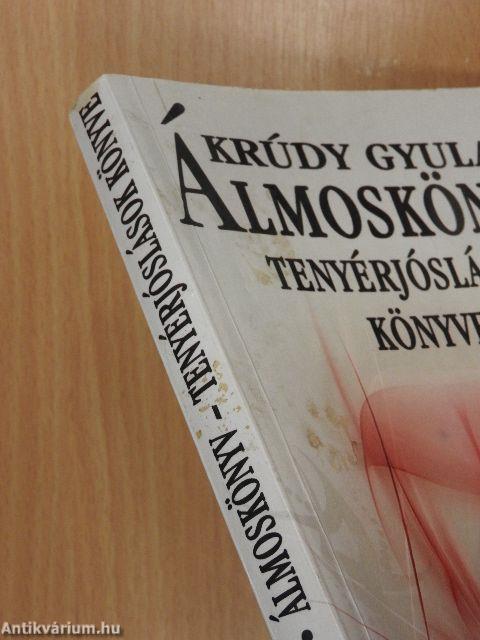 KRÚDY GYULA
ÁLMOSKÖN
TENYÉRJÓSLÁ
KÖNYVE
• ÁLMOSKÖNYV - TENYÉRJÓSLÁSOK KÖNYVE
Antikvárium.hu